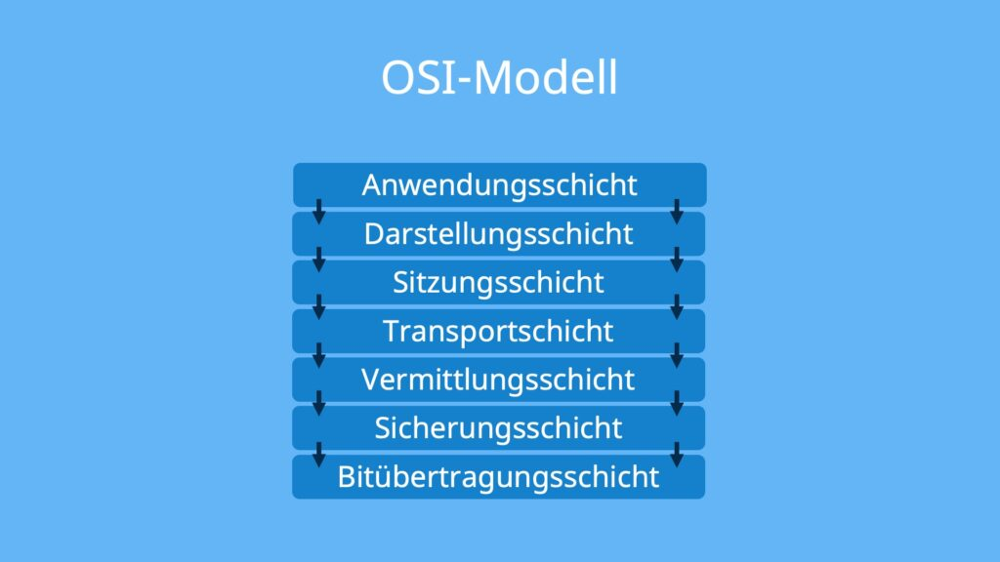 OSI-Modell
Anwendungsschicht
Darstellungsschicht
Sitzungsschicht
Transportschicht
Vermittlungsschicht
Sicherungsschicht
Bitübertragungsschicht